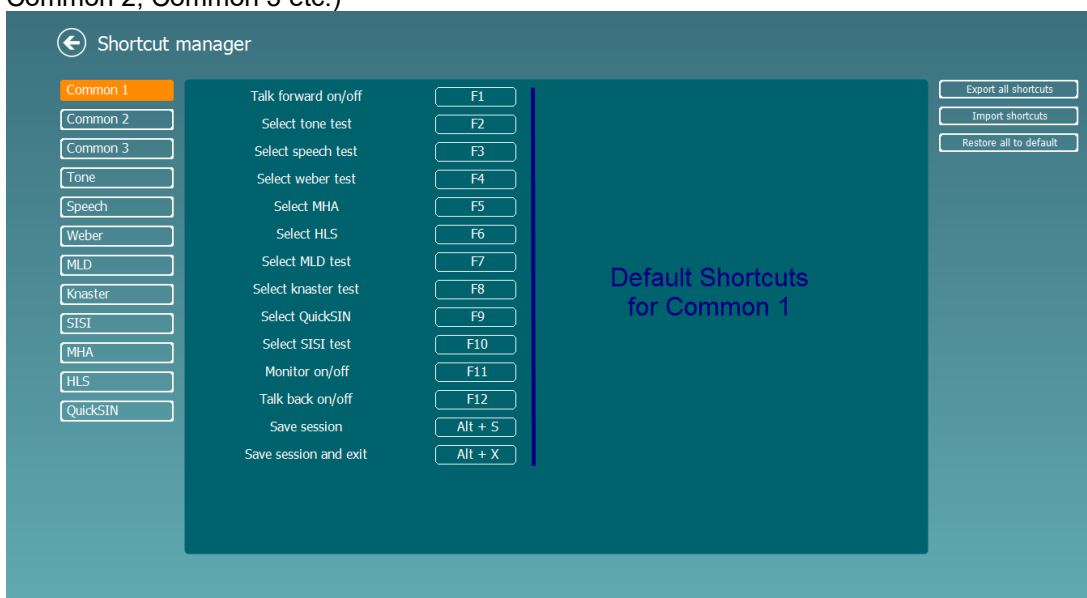 Common 2, Common 3 etc.)
Shortcut manager
Common 1
Common 2
Common 3
Tone
Speech
Weber
MLD
Knaster
SISI
MHA
HLS
QuickSIN
Talk forward on/off F1
Select tone test F2
Select speech test F3
Select weber test F4
Select MHA F5
Select HLS F6
Select MLD test F7
Select knaster test F8
Select QuickSIN F9
Select SISI test F10
Monitor on/off F11
Talk back on/off F12
Save session Alt + S
Save session and exit Alt + X
Default Shortcuts
for Common 1
Export all shortcuts
Import shortcuts
Restore all to default